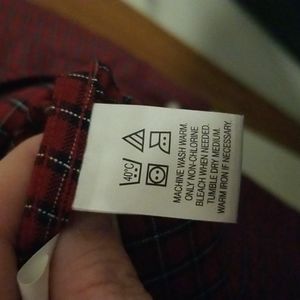 40°C
MACHINE WASH WARM.
ONLY NON-CHLORINE
BLEACH WHEN NEEDED.
TUMBLE DRY MEDIUM.
WARM IRON IF NECESSARY.